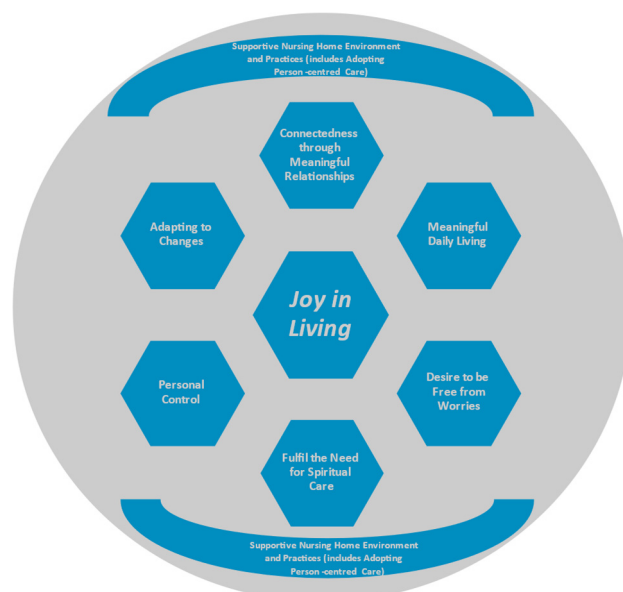 Supportive Nursing Home Environment
and Practices (includes Adopting
Person -centred Care)
Connectedness
through
Meaningful
Relationships
Adapting to
Changes
Meaningful
Daily Living
Joy in
Living
Personal
Control
Desire to be
Free from
Worries
Fulfil the Need
for Spiritual
Care
Supportive Nursing Home Environment
and Practices (includes Adopting
Person -centred Care)